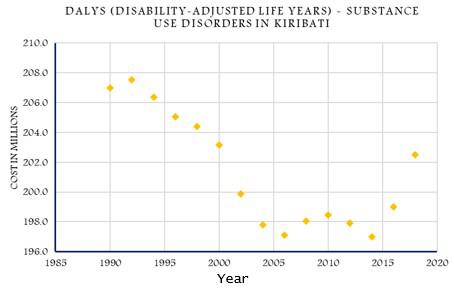 DALYS (DISABILITY-ADJUSTED LIFE YEARS) - SUBSTANCE
USE DISORDERS IN KIRIBATI
210.0
208.0
206.0
204.0
202.0
200.0
198.0
196.0
COST IN MILLIONS
1985 1990 1995 2000 2005 2010 2015 2020
Year